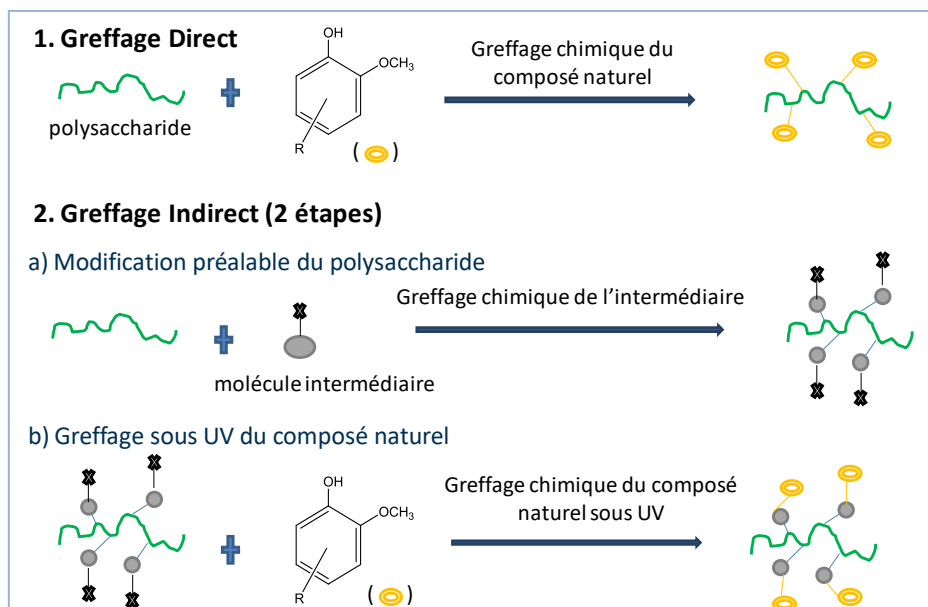 1. Greffage Direct
polysaccharide
OH
OCH3
R
( )
Greffage chimique du
composé naturel
2. Greffage Indirect (2 étapes)
a) Modification préalable du polysaccharide
molécule intermédiaire
Greffage chimique de l'intermédiaire
b) Greffage sous UV du composé naturel
OH
OCH3
R
( )
Greffage chimique du composé
naturel sous UV